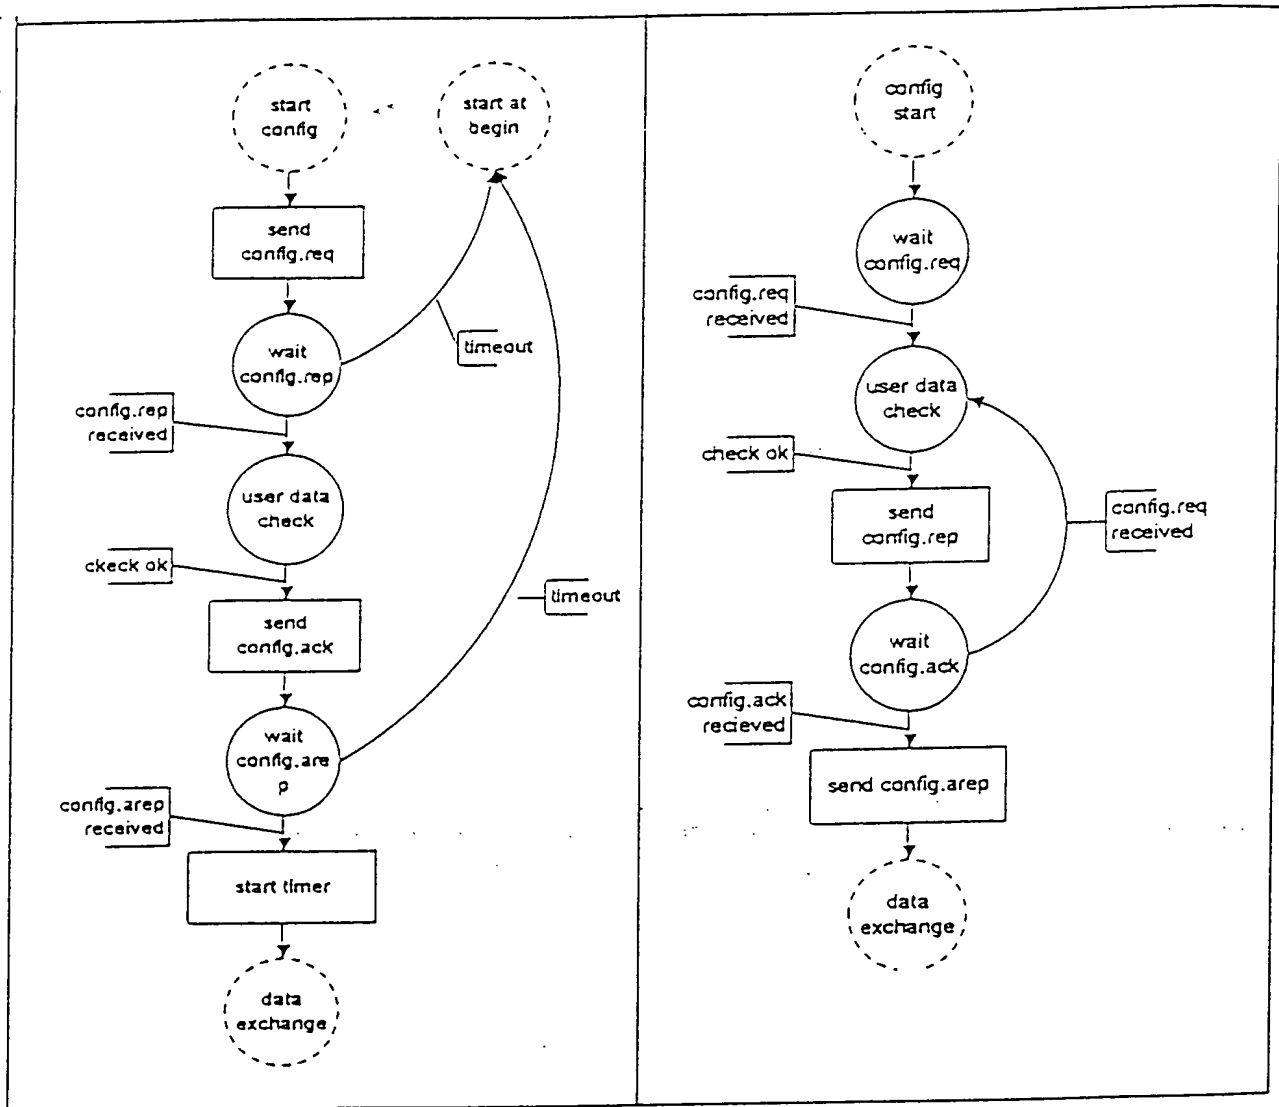 start
config
start at
begin
send
config.req
wait
config.rep
timeout
config.rep
received
user data
check
ckeck ok
send
config.ack
timeout
wait
config.are
p
config.arep
received
start timer
data
exchange
config
start
wait
config.req
config.req
received
user data
check
check ok
send
config.rep
config.req
received
wait
config.ack
config.ack
recieved
send config.arep
data
exchange